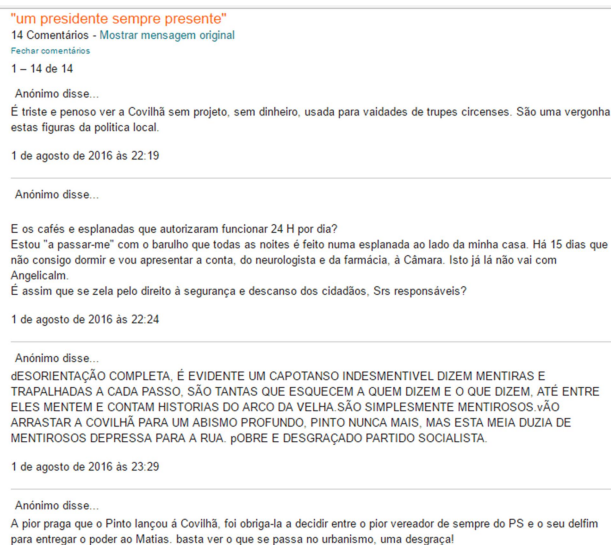 "um presidente sempre presente"
14 Comentários - Mostrar mensagem original
Fechar comentários
1 – 14 de 14
Anónimo disse...
É triste e penoso ver a Covilhã sem projeto, sem dinheiro, usada para vaidades de trupes circenses. São uma vergonha
estas figuras da politica local.
1 de agosto de 2016 às 22:19
Anónimo disse...
E os cafés e esplanadas que autorizaram funcionar 24 H por dia?
Estou "a passar-me" com o barulho que todas as noites é feito numa esplanada ao lado da minha casa. Há 15 dias que
não consigo dormir e vou apresentar a conta, do neurologista e da farmácia, à Câmara. Isto já lá não vai com
Angelicalm.
É assim que se zela pelo direito à segurança e descanso dos cidadãos, Srs responsáveis?
1 de agosto de 2016 às 22:24
Anónimo disse...
dESORIENTAÇÃO COMPLETA, É EVIDENTE UM CAPOTANSO INDESMENTIVEL DIZEM MENTIRAS E
TRAPALHADAS A CADA PASSO, SÃO TANTAS QUE ESQUECEM A QUEM DIZEM E O QUE DIZEM, ATÉ ENTRE
ELES MENTEM E CONTAM HISTORIAS DO ARCO DA VELHA.SÃO SIMPLESMENTE MENTIROSOS.vÃO
ARRASTAR A COVILHÃ PARA UM ABISMO PROFUNDO, PINTO NUNCA MAIS, MAS ESTA MEIA DUZIA DE
MENTIROSOS DEPRESSA PARA A RUA. pOBRE E DESGRAÇADO PARTIDO SOCIALISTA.
1 de agosto de 2016 às 23:29
Anónimo disse...
A pior praga que o Pinto lançou á Covilhã, foi obriga-la a decidir entre o pior vereador de sempre do PS e o seu delfim
para entregar o poder ao Matias. basta ver o que se passa no urbanismo, uma desgraça!